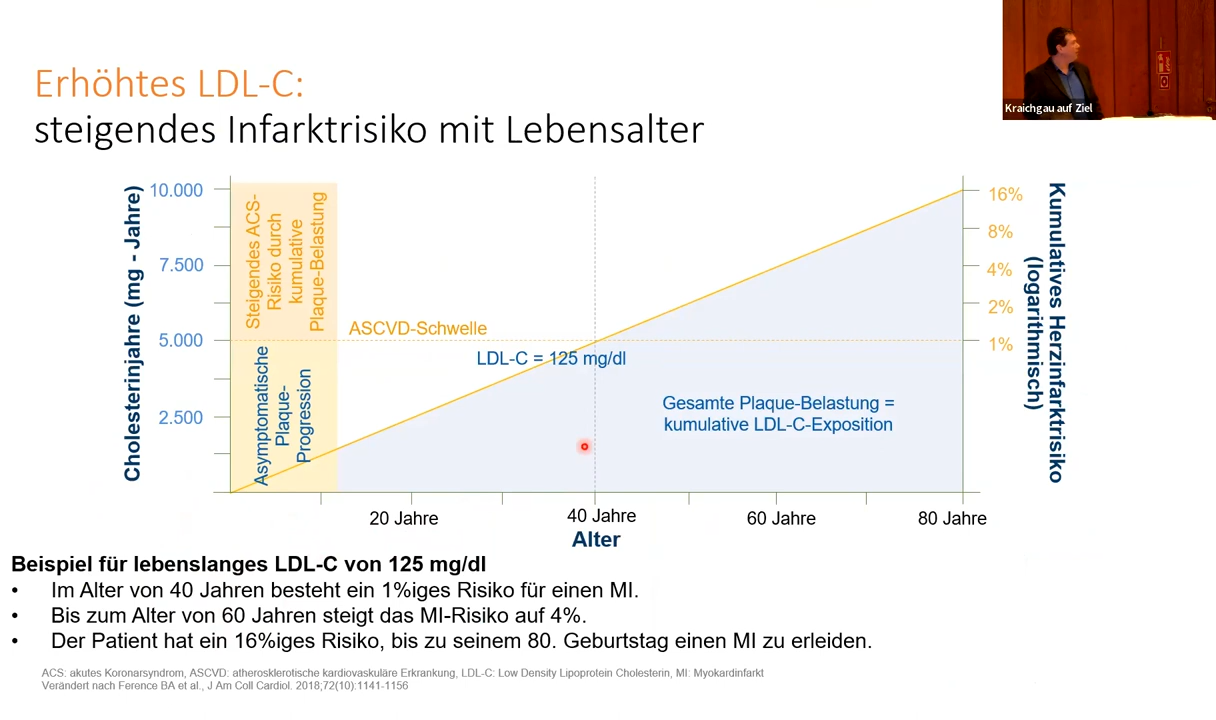 Erhöhtes LDL-C:
steigendes Infarktrisiko mit Lebensalter
Kraichgau auf Ziel
Cholesterinjahre (mg - Jahre)
10.000
7.500
5.000
2.500
Steigendes ACS-
Risiko durch
kumulative
Plaque-Belastung
Asymptomatische
Plaque-
Progression
ASCVD-Schwelle
LDL-C = 125 mg/dl
Gesamte Plaque-Belastung =
kumulative LDL-C-Exposition
16%
8%
4%
2%
1%
Kumulatives Herzinfarktrisiko
(logarithmisch)
20 Jahre
40 Jahre
60 Jahre
80 Jahre
Alter
Beispiel für lebenslanges LDL-C von 125 mg/dl
• Im Alter von 40 Jahren besteht ein 1%iges Risiko für einen MI.
• Bis zum Alter von 60 Jahren steigt das MI-Risiko auf 4%.
• Der Patient hat ein 16%iges Risiko, bis zu seinem 80. Geburtstag einen MI zu erleiden.
ACS: akutes Koronarsyndrom, ASCVD: atherosklerotische kardiovaskuläre Erkrankung, LDL-C: Low Density Lipoprotein Cholesterin, MI: Myokardinfarkt
Verändert nach Ference BA et al., J Am Coll Cardiol. 2018;72(10):1141-1156